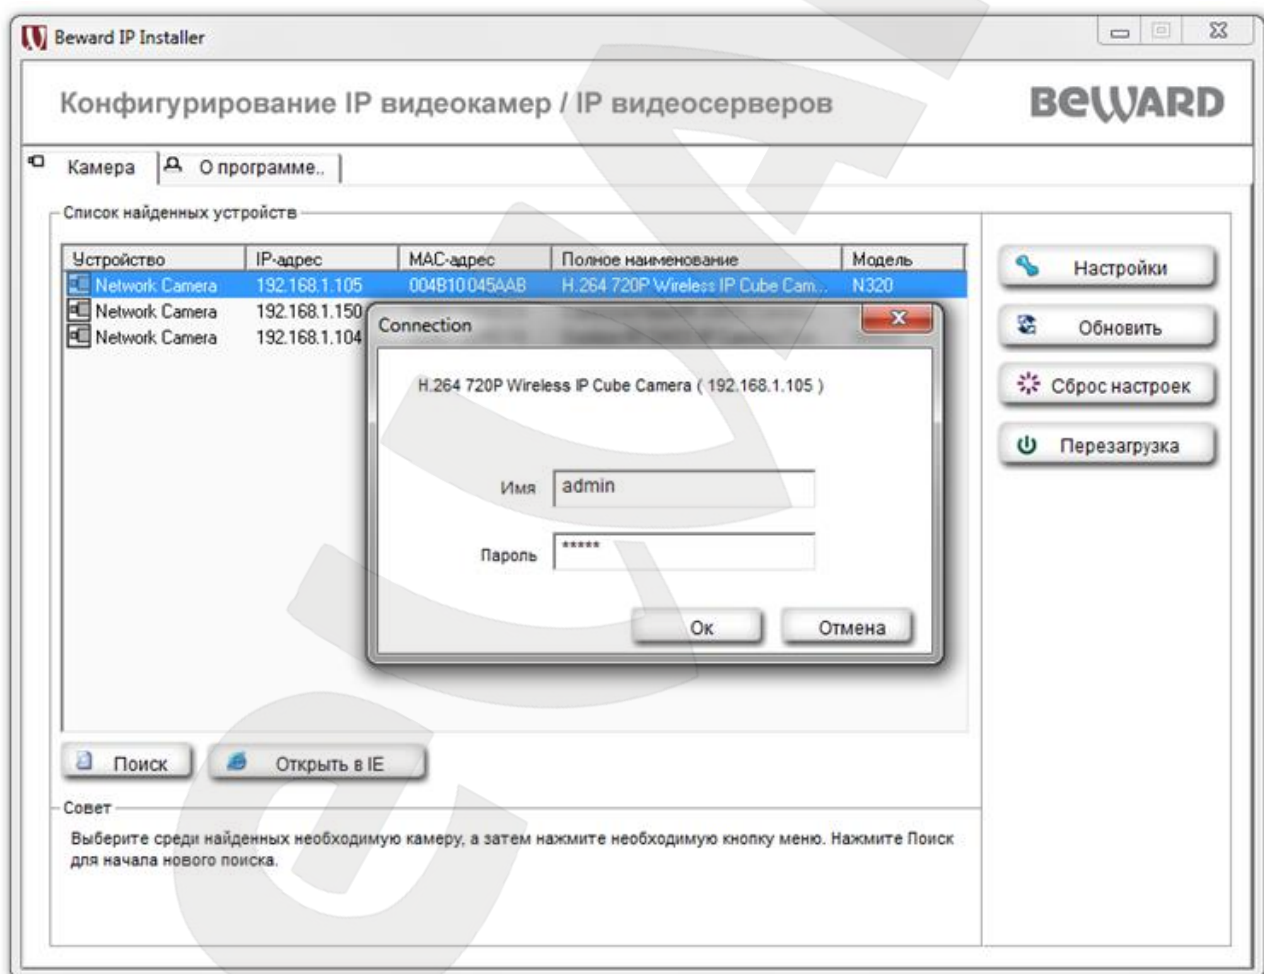 Beward IP Installer
Конфигурирование IP видеокамер / IP видеосерверов
BEWARD
Камера
О программе..
Список найденных устройств
Устройство IP-адрес MAC-адрес Полное наименование Модель
Network Camera 192.168.1.105 004B10045AAB H.264 720P Wireless IP Cube Cam... N320
Network Camera 192.168.1.150
Network Camera 192.168.1.104
Connection
H.264 720P Wireless IP Cube Camera ( 192.168.1.105 )
Имя admin
Пароль *****
Ок Отмена
Настройки
Обновить
Сброс настроек
Перезагрузка
Поиск Открыть в IE
Совет
Выберите среди найденных необходимую камеру, а затем нажмите необходимую кнопку меню. Нажмите Поиск
для начала нового поиска.